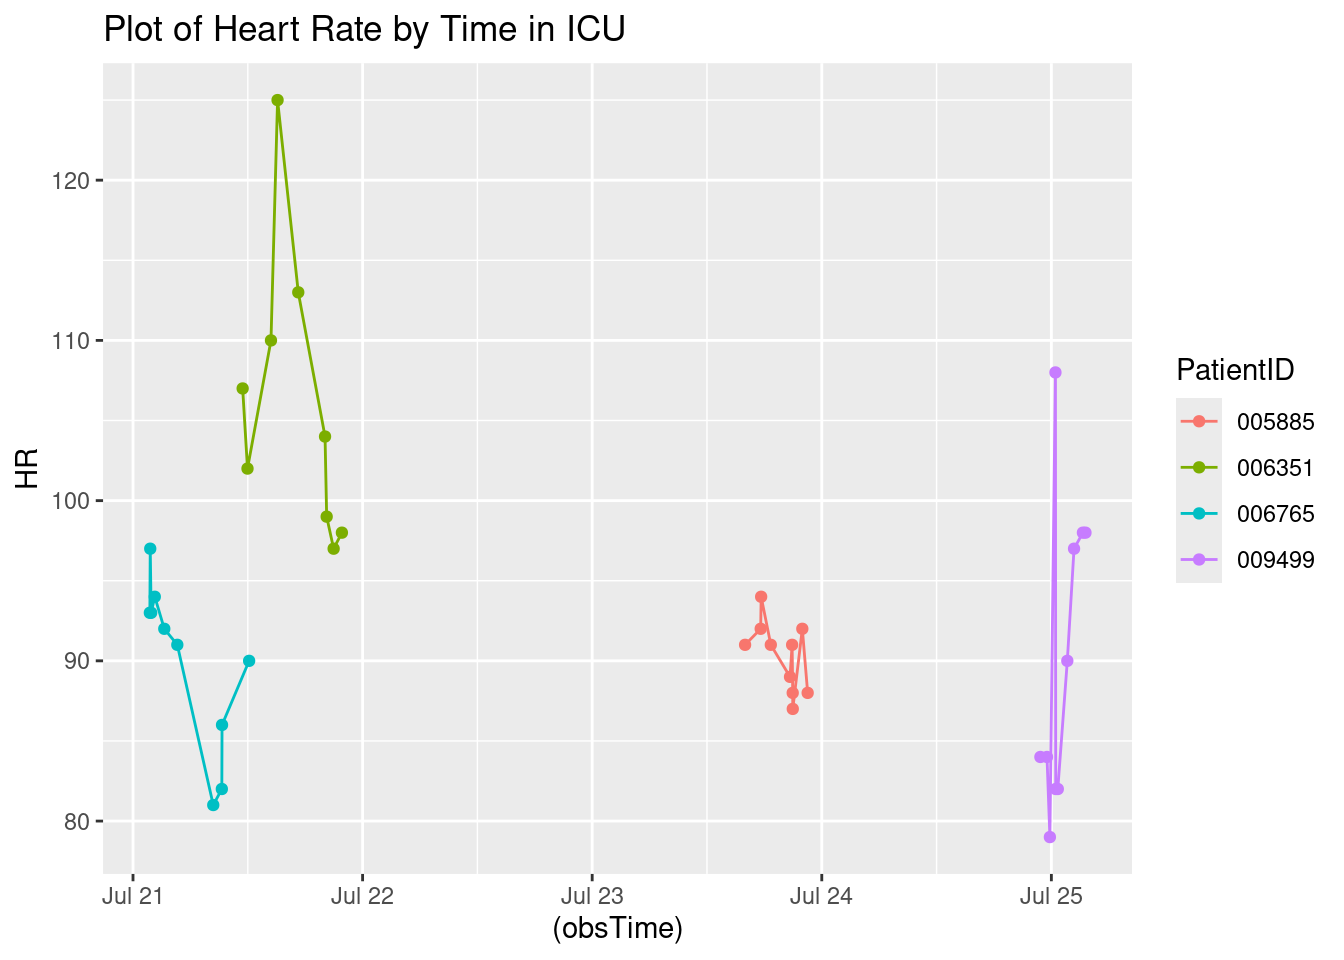 Plot of Heart Rate by Time in ICU
120
110
100
90
80
HR
Jul 21 Jul 22 Jul 23 Jul 24 Jul 25
(obsTime)
PatientID
005885
006351
006765
009499